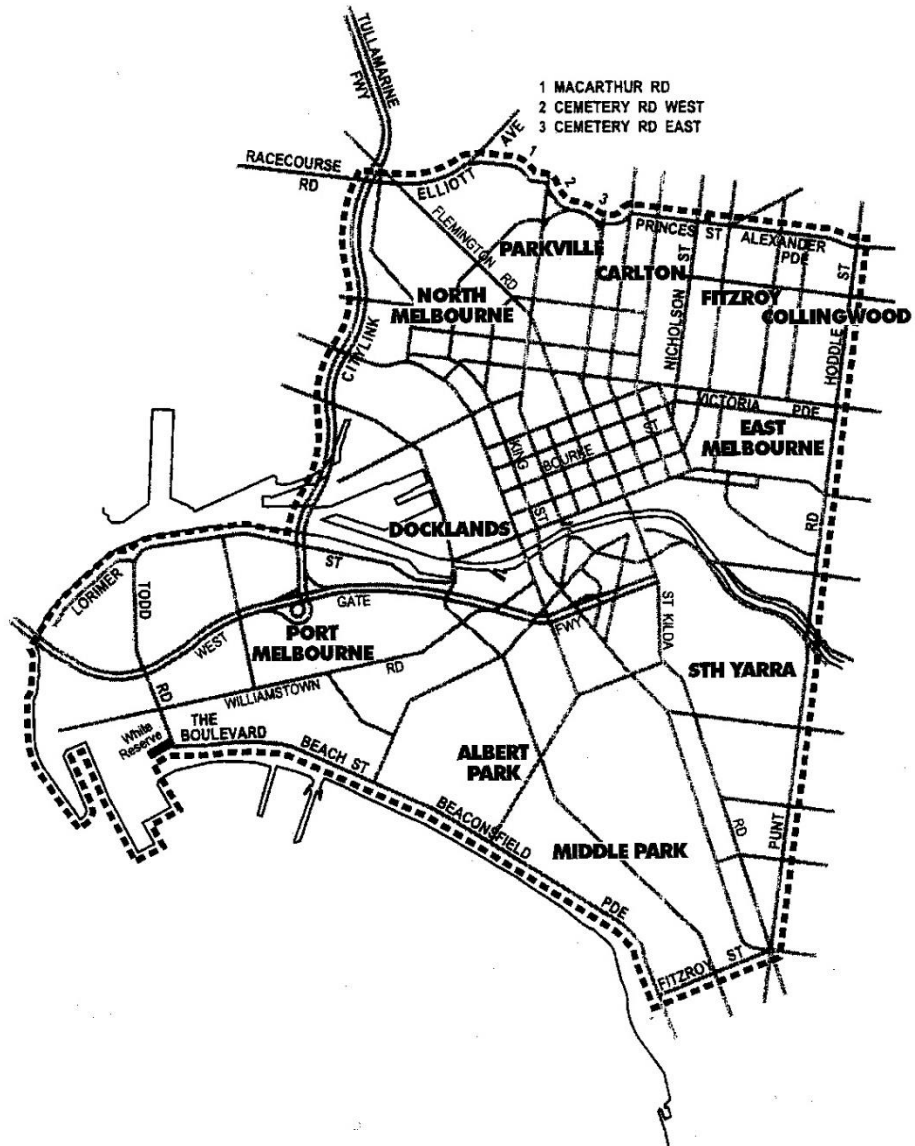 TULLAMARINE
FWY
1 MACARTHUR RD
2 CEMETERY RD WEST
3 CEMETERY RD EAST
RACECOURSE
RD
ELLIOTT
AVE
1
2
3
FLEMINGTON
RD
PARKVILLE
PRINCES ST
ALEXANDER
PDE
CARLTON
NICHOLSON
ST
FITZROY
HODDLE
ST
COLLINGWOOD
NORTH
MELBOURNE
CITY LINK
VICTORIA
PDE
EAST
MELBOURNE
KING
ST
BOURKE
ST
DOCKLANDS
RD
LORIMER
ST
TODD
RD
WEST
GATE
FWY
PORT
MELBOURNE
ST KILDA
RD
STH YARRA
WILLIAMSTOWN
RD
White
Reserve
THE
BOULEVARD
BEACH ST
ALBERT
PARK
BEACONSFIELD
PDE
MIDDLE PARK
PUNT
FITZROY ST